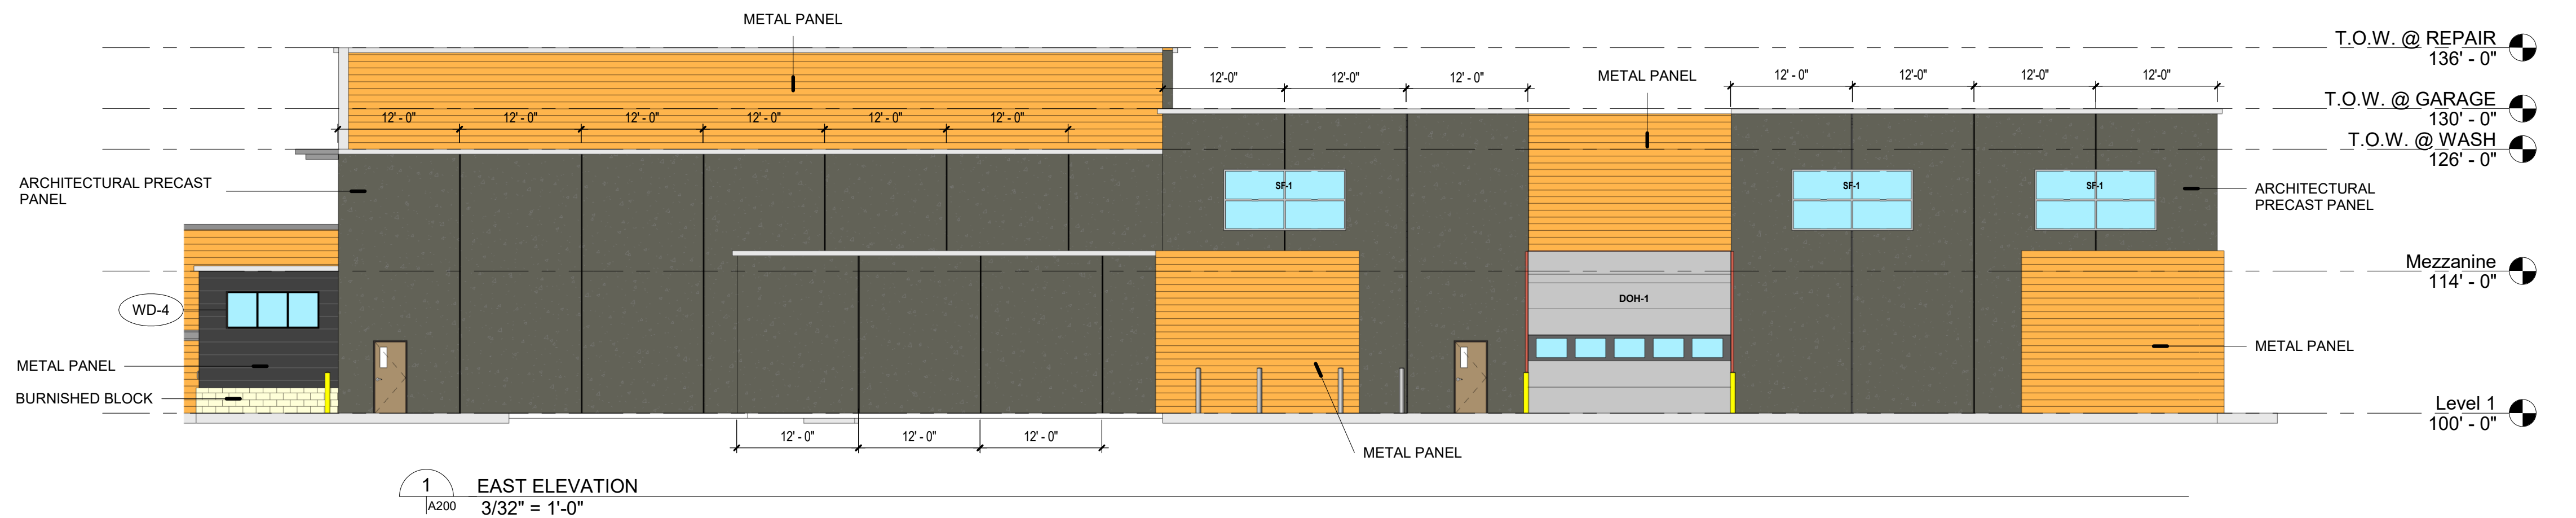 METAL PANEL
T.O.W. @ REPAIR
136' - 0"
12'-0"
12'-0"
12' - 0"
METAL PANEL
12' - 0"
12'-0"
12'-0"
12'-0"
T.O.W. @ GARAGE
130' - 0"
12' - 0"
12' - 0"
12' - 0"
12' - 0"
12' - 0"
12' - 0"
T.O.W. @ WASH
126' - 0"
ARCHITECTURAL PRECAST
PANEL
SF-1
SF-1
SF-1
ARCHITECTURAL
PRECAST PANEL
Mezzanine
114' - 0"
WD-4
DOH-1
METAL PANEL
METAL PANEL
BURNISHED BLOCK
Level 1
100' - 0"
12' - 0"
12' - 0"
12' - 0"
METAL PANEL
1
A200
EAST ELEVATION
3/32" = 1'-0"